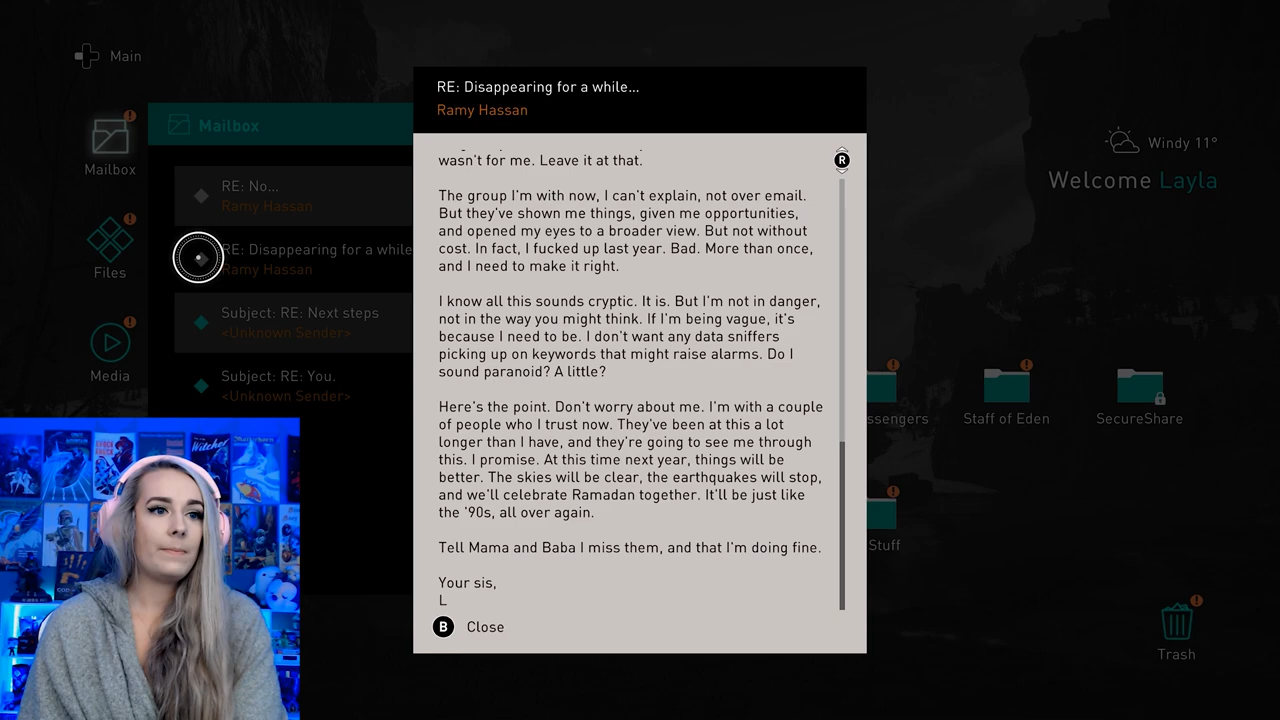 Main
RE: Disappearing for a while...
Ramy Hassan
Mailbox
Mailbox
RE: No...
Ramy Hassan
RE: Disappearing for a while
Ramy Hassan
Subject: RE: Next steps
<Unknown Sender>
Subject: RE: You.
<Unknown Sender>
Files
Media
wasn't for me. Leave it at that.
R
The group I'm with now, I can't explain, not over email.
But they've shown me things, given me opportunities,
and opened my eyes to a broader view. But not without
cost. In fact, I fucked up last year. Bad. More than once,
and I need to make it right.
I know all this sounds cryptic. It is. But I'm not in danger,
not in the way you might think. If I'm being vague, it's
because I need to be. I don't want any data sniffers
picking up on keywords that might raise alarms. Do I
sound paranoid? A little?
Here's the point. Don't worry about me. I'm with a couple
of people who I trust now. They've been at this a lot
longer than I have, and they're going to see me through
this. I promise. At this time next year, things will be
better. The skies will be clear, the earthquakes will stop,
and we'll celebrate Ramadan together. It'll be just like
the '90s, all over again.
Tell Mama and Baba I miss them, and that I'm doing fine.
Your sis,
L
B Close
Windy 11°
Welcome Layla
ssengers
Staff of Eden
SecureShare
Stuff
Trash
Witcher